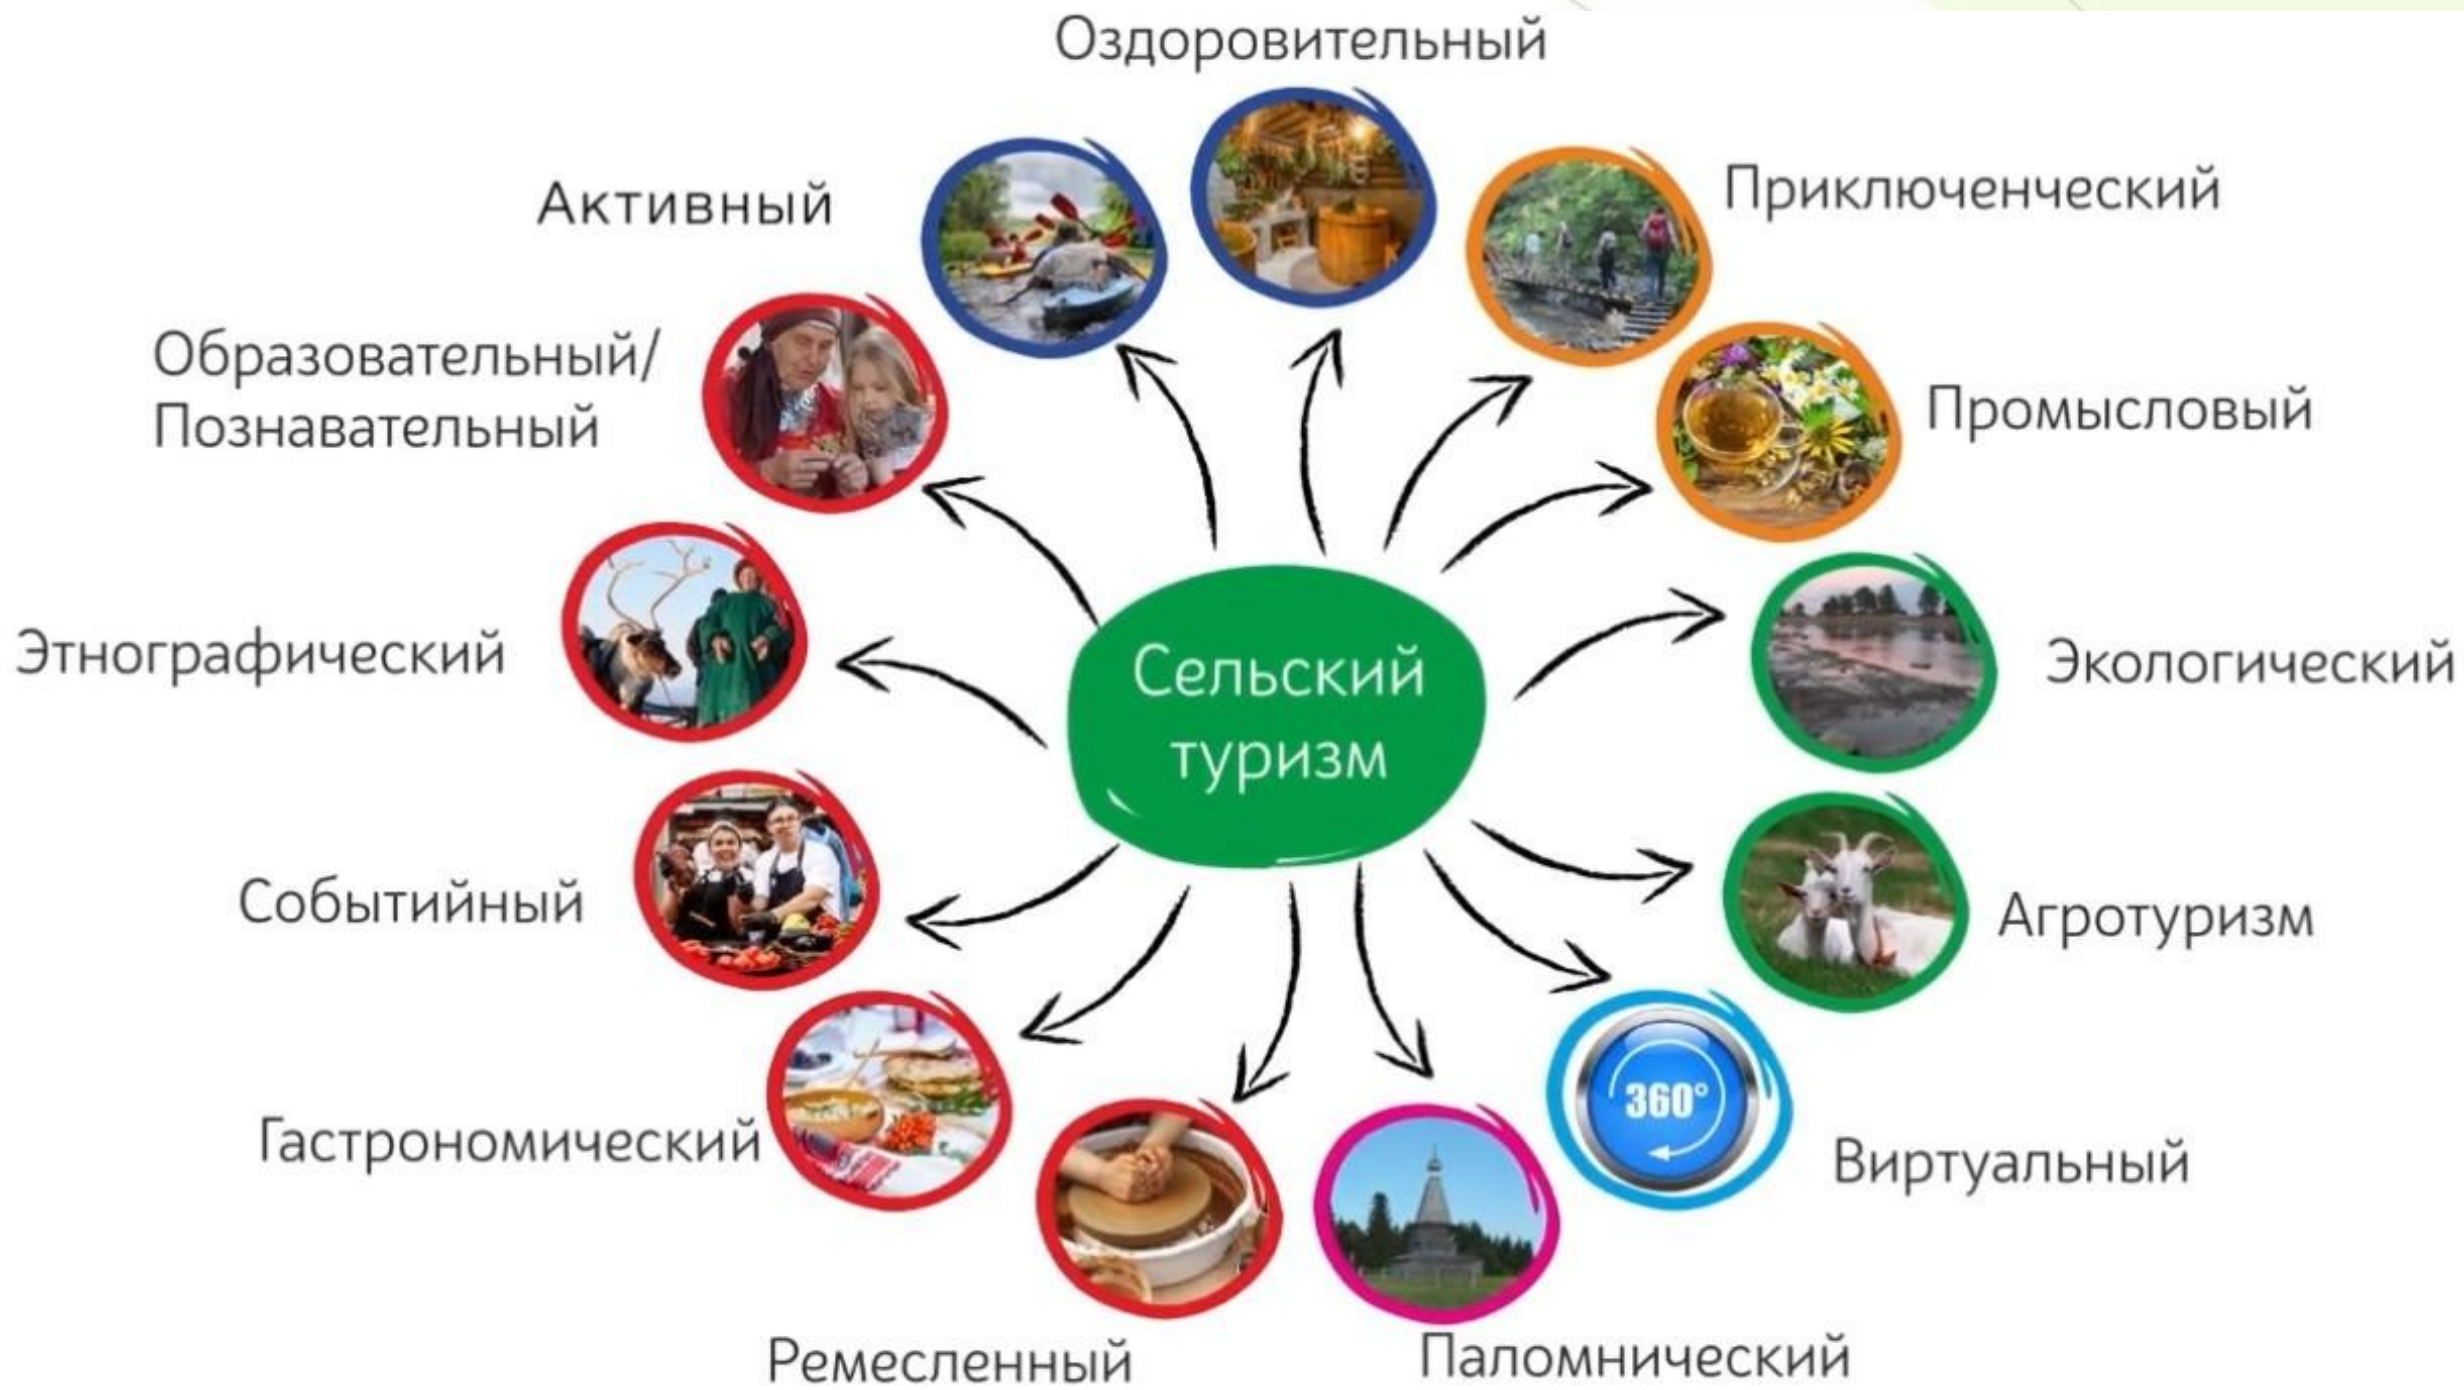 Оздоровительный
Активный
Приключенческий
Образовательный/
Познавательный
Промысловый
Этнографический
Сельский
туризм
Экологический
Событийный
Агротуризм
360°
Гастрономический
Виртуальный
Ремесленный
Паломнический